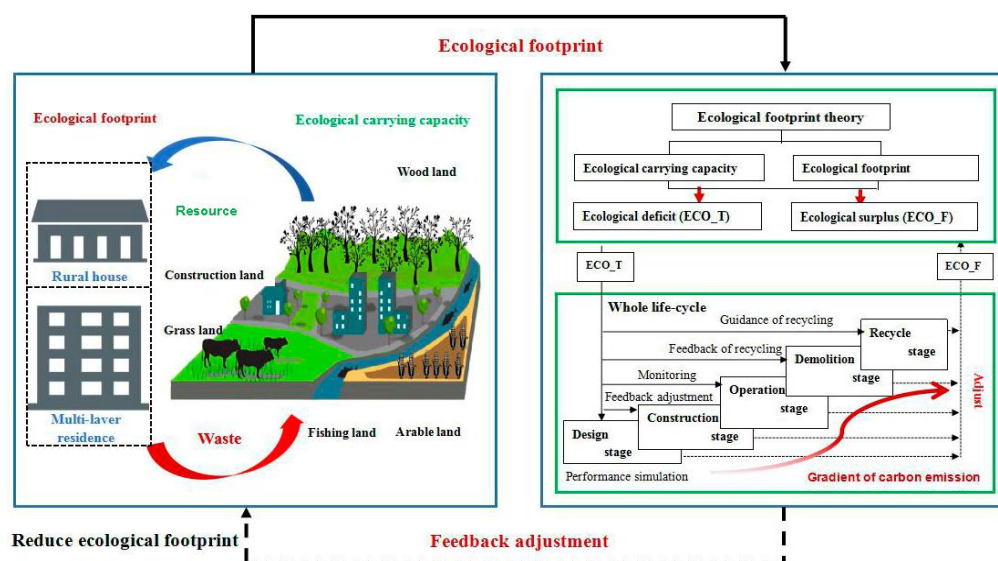 Ecological footprint
Ecological footprint
Ecological carrying capacity
Wood land
Resource
Rural house
Construction land
Grass land
Multi-laver
residence
Waste
Fishing land
Arable land
Ecological footprint theory
Ecological carrying capacity
Ecological footprint
Ecological deficit (ECO_T)
Ecological surplus (ECO_F)
ECO_T
ECO_F
Whole life-cycle
Guidance of recycling
Recycle
stage
Feedback of recycling
Demolition
stage
Monitoring
Operation
stage
Feedback adjustment
Construction
stage
Design
stage
Adjust
Performance simulation
Gradient of carbon emission
Reduce ecological footprint
Feedback adjustment